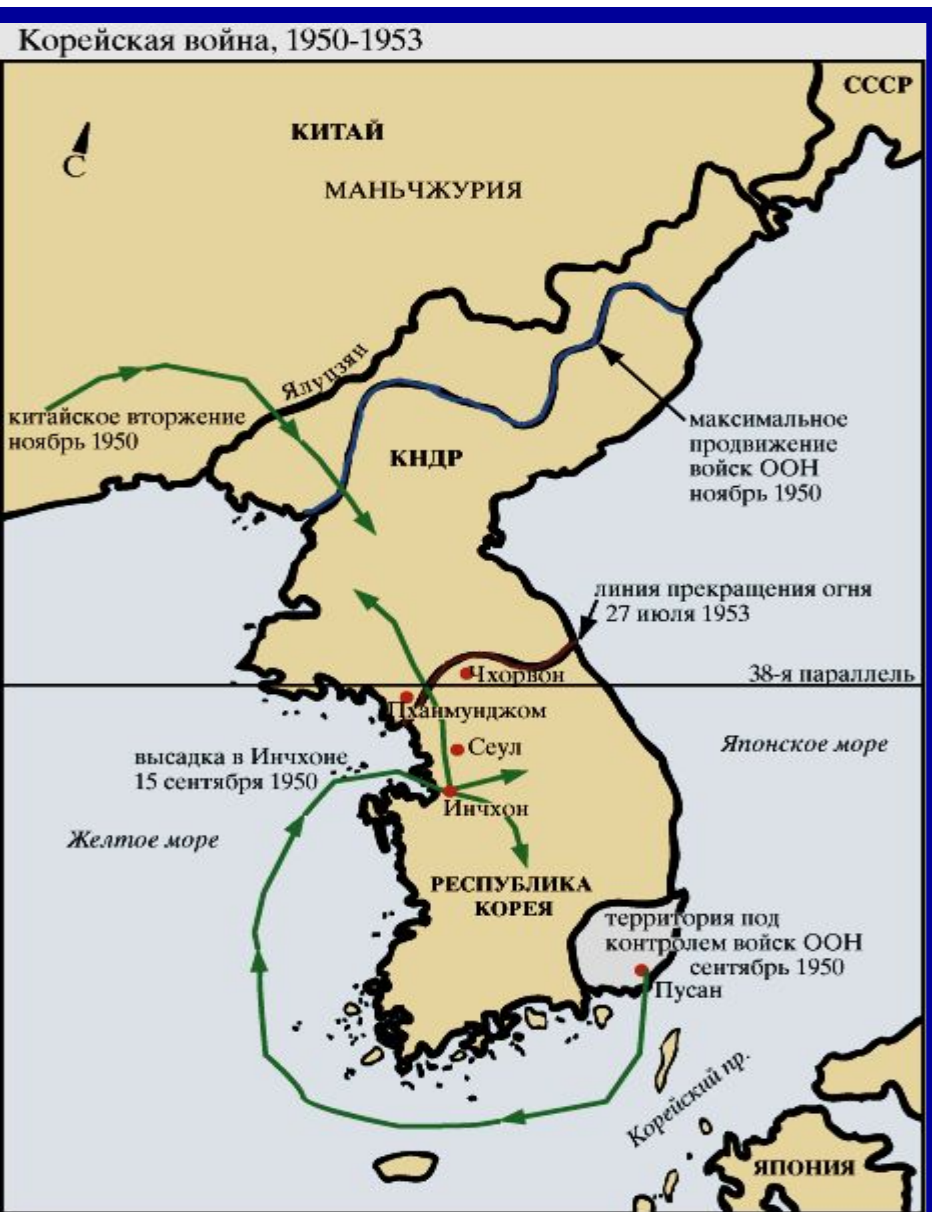 Корейская война, 1950-1953
СССР
КИТАЙ
С
МАНЬЧЖУРИЯ
Ялуцзян
китайское вторжение
ноябрь 1950
максимальное
продвижение
войск ООН
ноябрь 1950
КНДР
линия прекращения огня
27 июля 1953
Чхорвон
38-я параллель
Пханмунджом
Сеул
Японское море
высадка в Инчхоне
15 сентября 1950
Инчхон
Желтое море
РЕСПУБЛИКА
КОРЕЯ
территория под
контролем войск ООН
сентябрь 1950
Пусан
Корейский пр.
ЯПОНИЯ